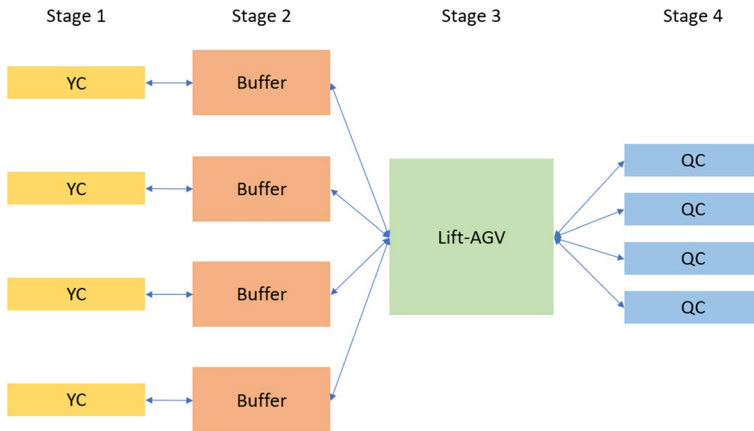 Stage 1 Stage 2 Stage 3 Stage 4
YC Buffer
QC
YC Buffer
QC
Lift-AGV
QC
YC Buffer
QC
YC Buffer